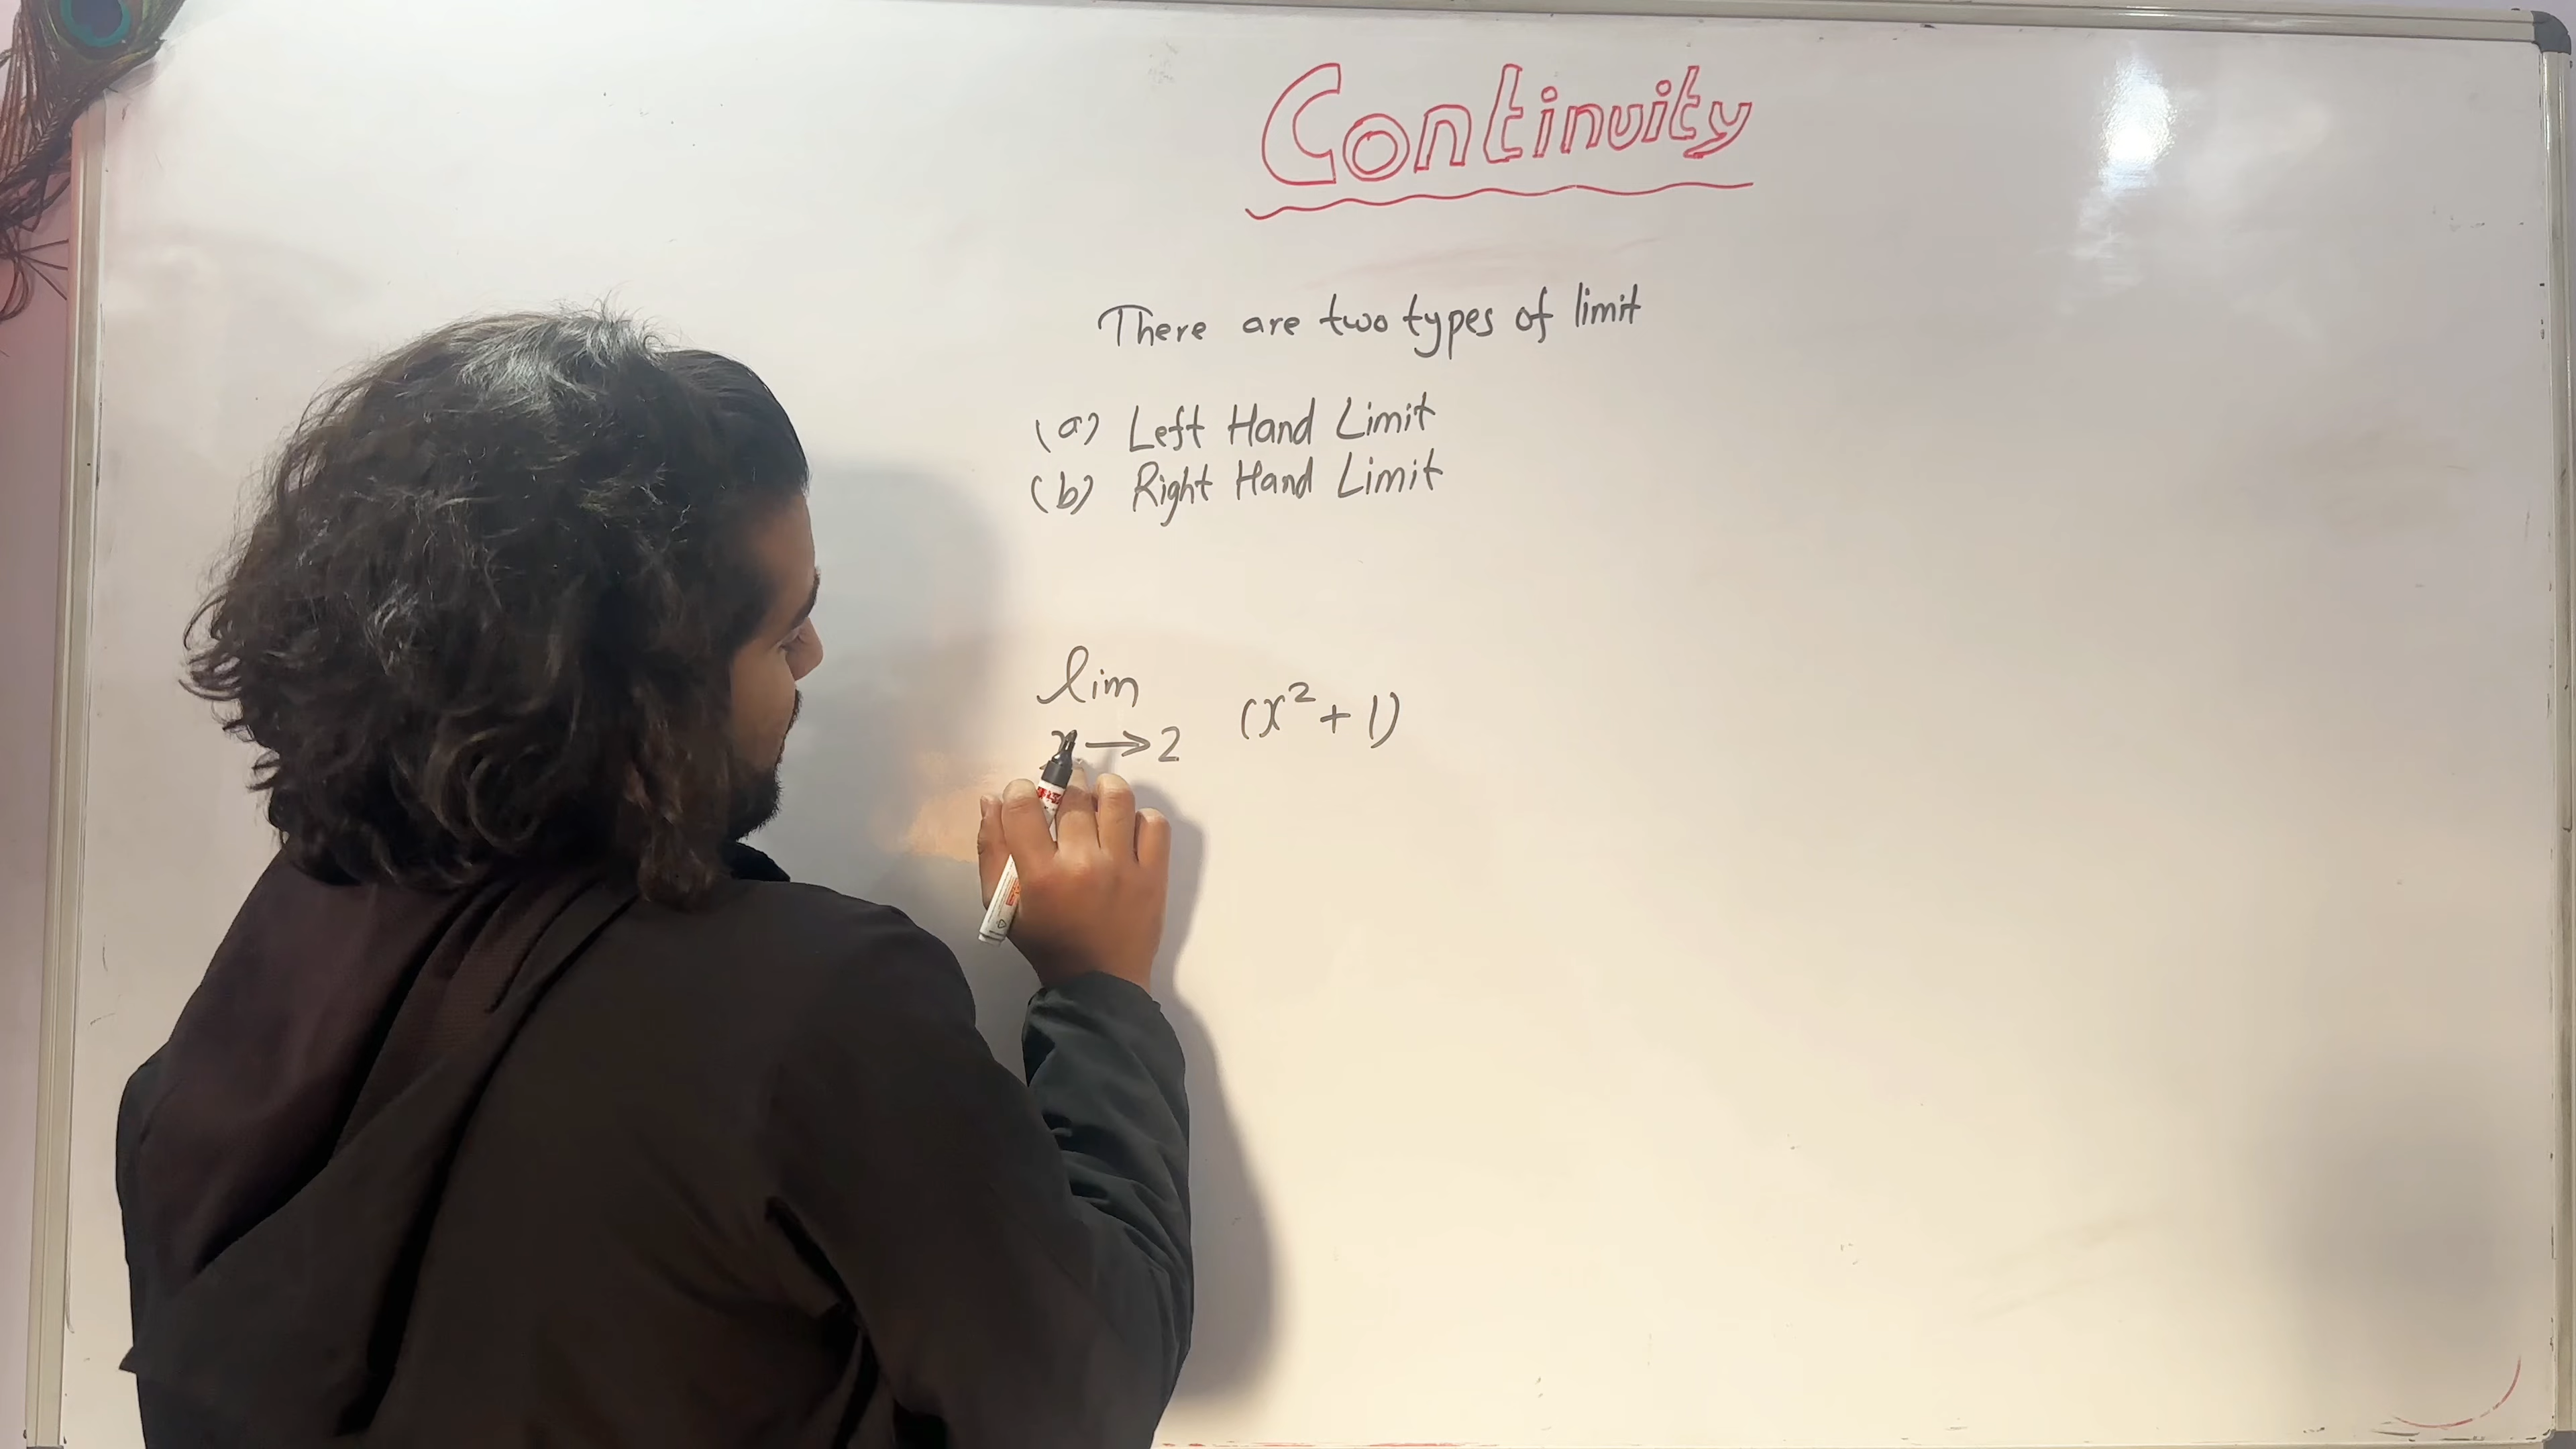 Continuity
There are two types of limit
(a) Left Hand Limit
(b) Right Hand Limit
lim (x² + 1)
x → 2